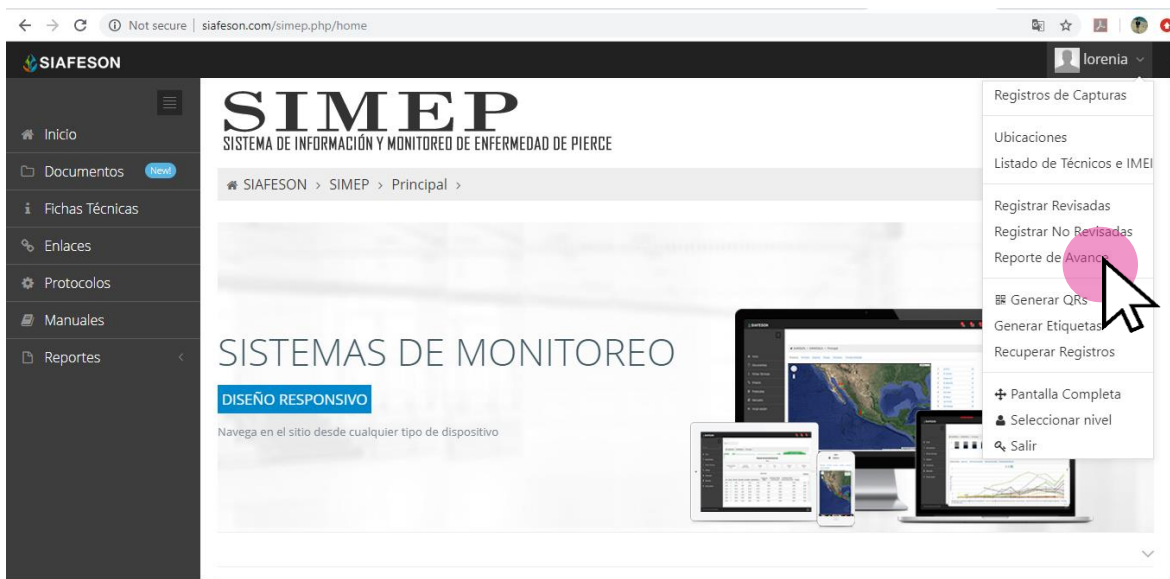 Not secure | siafeson.com/simep.php/home
SIAFESON
lorenia
Inicio
Documentos New!
Fichas Técnicas
Enlaces
Protocolos
Manuales
Reportes
SIMEP
SISTEMA DE INFORMACIÓN Y MONITOREO DE ENFERMEDAD DE PIERCE
SIAFESON > SIMEP > Principal >
SISTEMAS DE MONITOREO
DISEÑO RESPONSIVO
Navega en el sitio desde cualquier tipo de dispositivo
Registros de Capturas
Ubicaciones
Listado de Técnicos e IMEI
Registrar Revisadas
Registrar No Revisadas
Reporte de Avance
Generar QRs
Generar Etiquetas
Recuperar Registros
Pantalla Completa
Seleccionar nivel
Salir